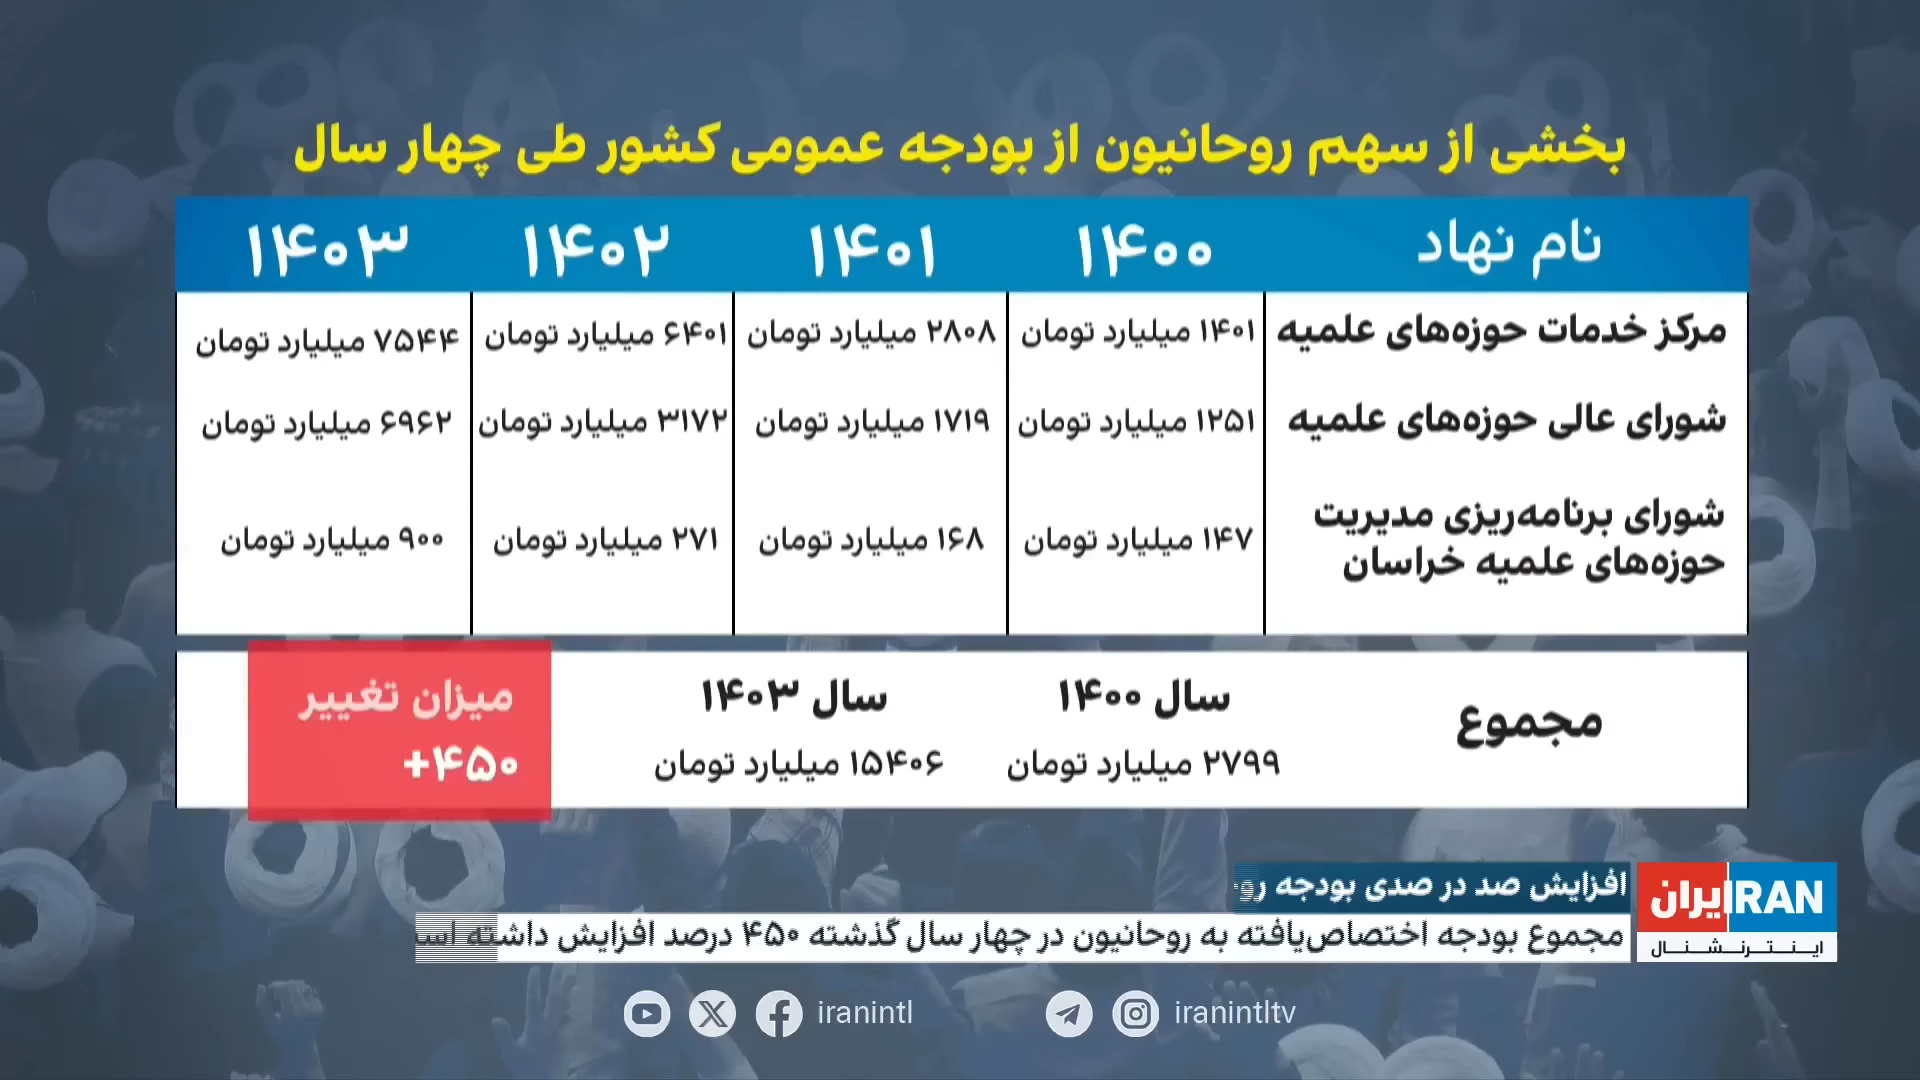 بخشی از سهم روحانیون از بودجه عمومی کشور طی چهار سال
نام نهاد ۱۴۰۰ ۱۴۰۱ ۱۴۰۲ ۱۴۰۳
مرکز خدمات حوزه‌های علمیه ۱۴۰۱ میلیارد تومان ۲۸۰۸ میلیارد تومان ۶۴۰۱ میلیارد تومان ۷۵۴۴ میلیارد تومان
شورای عالی حوزه‌های علمیه ۱۲۵۱ میلیارد تومان ۱۷۱۹ میلیارد تومان ۳۱۷۲ میلیارد تومان ۶۹۶۲ میلیارد تومان
شورای برنامه‌ریزی مدیریت
حوزه‌های علمیه خراسان ۱۴۷ میلیارد تومان ۱۶۸ میلیارد تومان ۲۷۱ میلیارد تومان ۹۰۰ میلیارد تومان
مجموع سال ۱۴۰۰ سال ۱۴۰۳ میزان تغییر
۲۷۹۹ میلیارد تومان ۱۵۴۰۶ میلیارد تومان ۴۵۰+
افزایش صد در صدی بودجه
مجموع بودجه اختصاص‌یافته به روحانیون در چهار سال گذشته ۴۵۰ درصد افزایش داشته
ایران IRAN
اینترنشنال
iranintl iranintltv